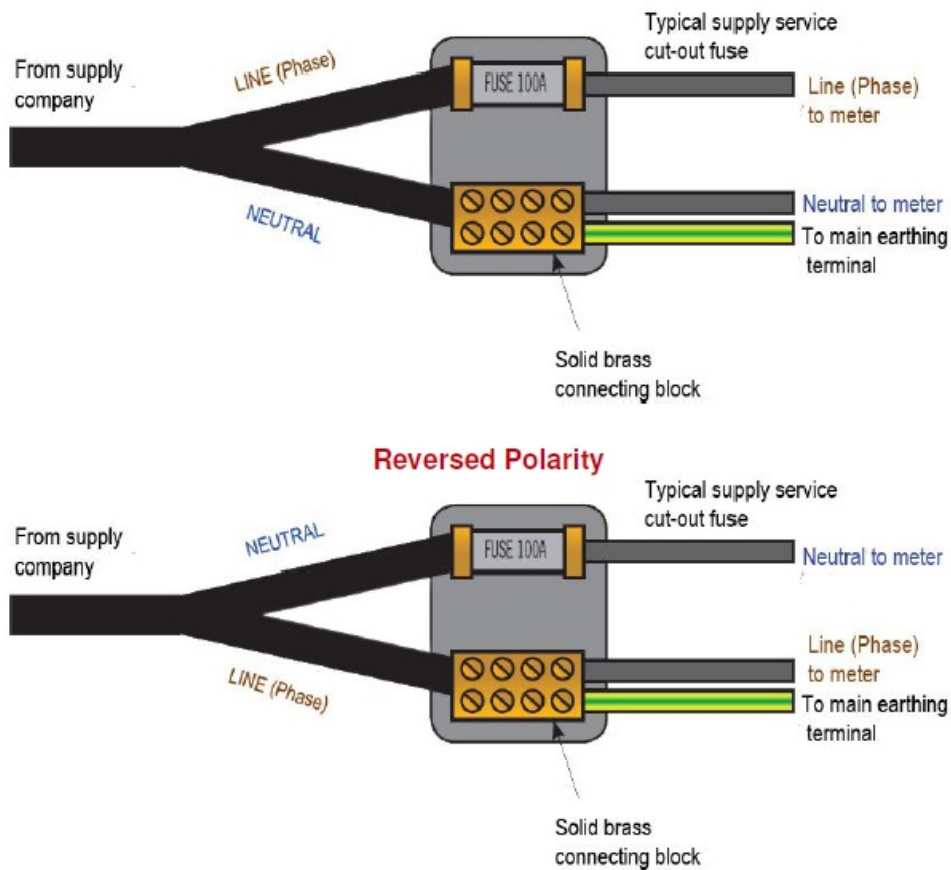 Typical supply service
cut-out fuse
From supply
company
LINE (Phase)
FUSE 100A
Line (Phase)
to meter
NEUTRAL
Neutral to meter
To main earthing
terminal
Solid brass
connecting block
Reversed Polarity
Typical supply service
cut-out fuse
From supply
company
NEUTRAL
FUSE 100A
Neutral to meter
LINE (Phase)
Line (Phase)
to meter
To main earthing
terminal
Solid brass
connecting block